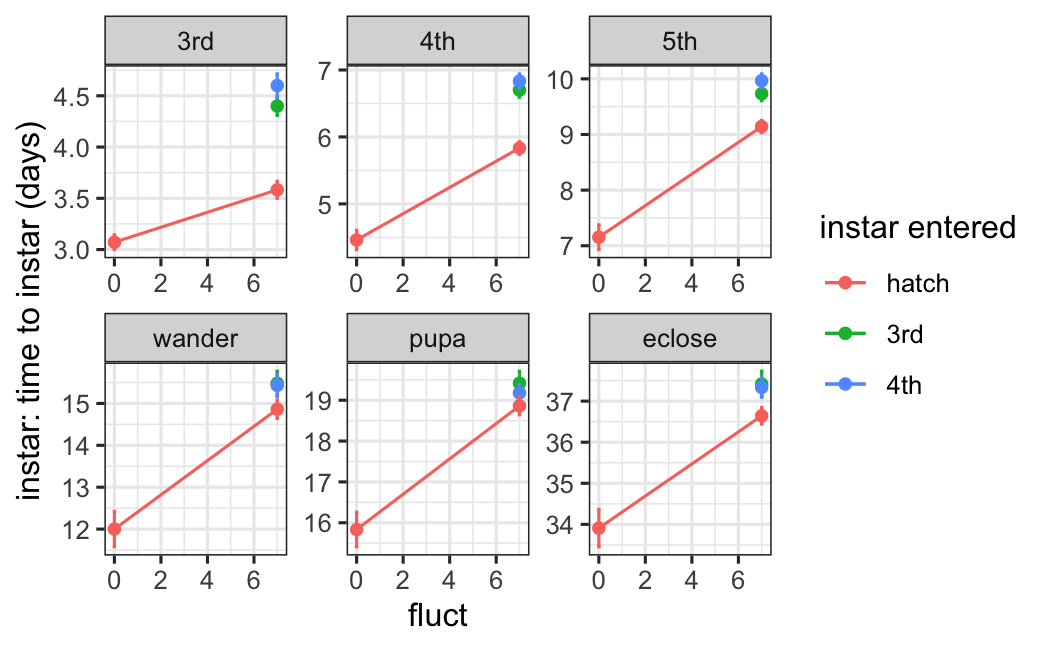 3rd 4th 5th
4.5 4.0 3.5 3.0
7 6 5
10 9 8 7
0 2 4 6 0 2 4 6 0 2 4 6
wander pupa eclose
15 14 13 12
19 18 17 16
37 36 35 34
0 2 4 6 0 2 4 6 0 2 4 6
fluct
instar: time to instar (days)
instar entered
hatch
3rd
4th